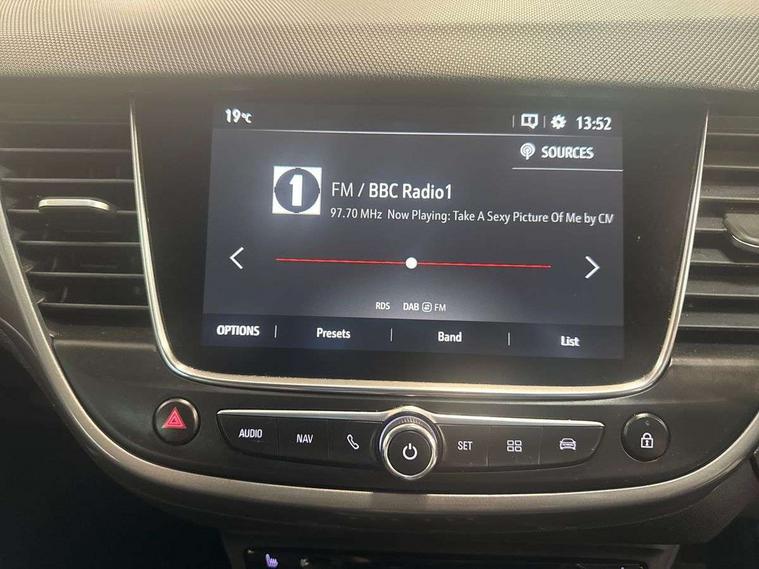 19°C
13:52
SOURCES
1
FM / BBC Radio1
97.70 MHz Now Playing: Take A Sexy Picture Of Me by CM
RDS DAB FM
OPTIONS Presets Band List
AUDIO NAV SET